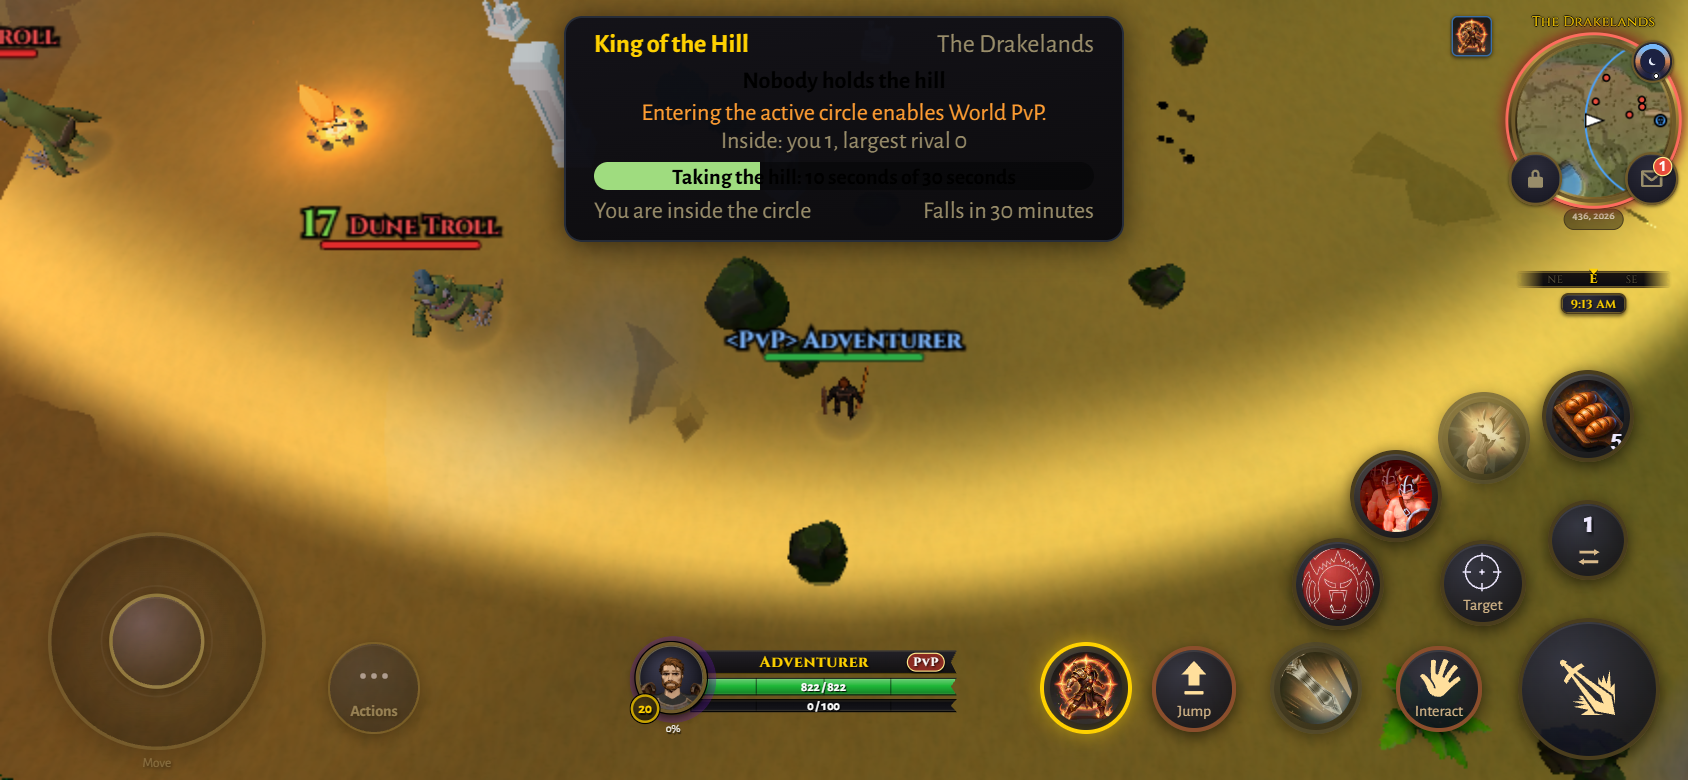 ROLL
King of the Hill
The Drakelands
Nobody holds the hill
Entering the active circle enables World PvP.
Inside: you 1, largest rival 0
Taking the hill: 10 seconds of 30 seconds
You are inside the circle
Falls in 30 minutes
The Drakelands
1
436, 2026
NE E SE
9:13 AM
17 Dune Troll
<PvP> Adventurer
5
1
Target
Actions
Move
Adventurer
PvP
822/822
0/100
20
0%
Jump
Interact